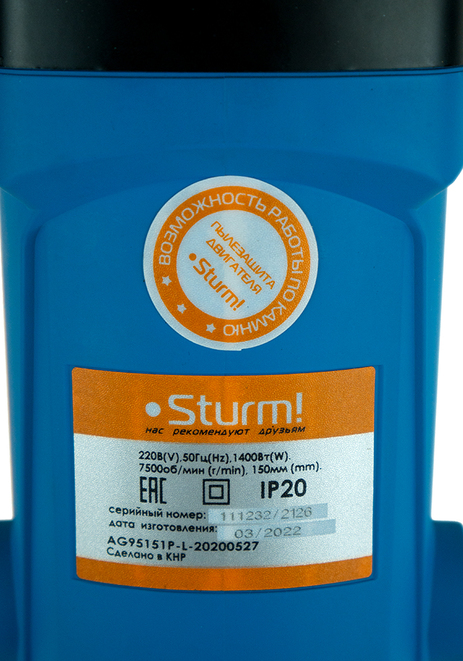 ВОЗМОЖНОСТЬ РАБОТЫ ПО КАМНЮ
ПЫЛЕЗАЩИТА
ДВИГАТЕЛЯ
Sturm!
Sturm!
нас рекомендуют друзьям
220В(V),50Гц(Hz),1400Вт(W).
7500об/мин (r/min), 150мм (mm).
EAC IP20
серийный номер: 111232/2126
дата изготовления: 03/2022
AG95151P-L-20200527
Сделано в КНР